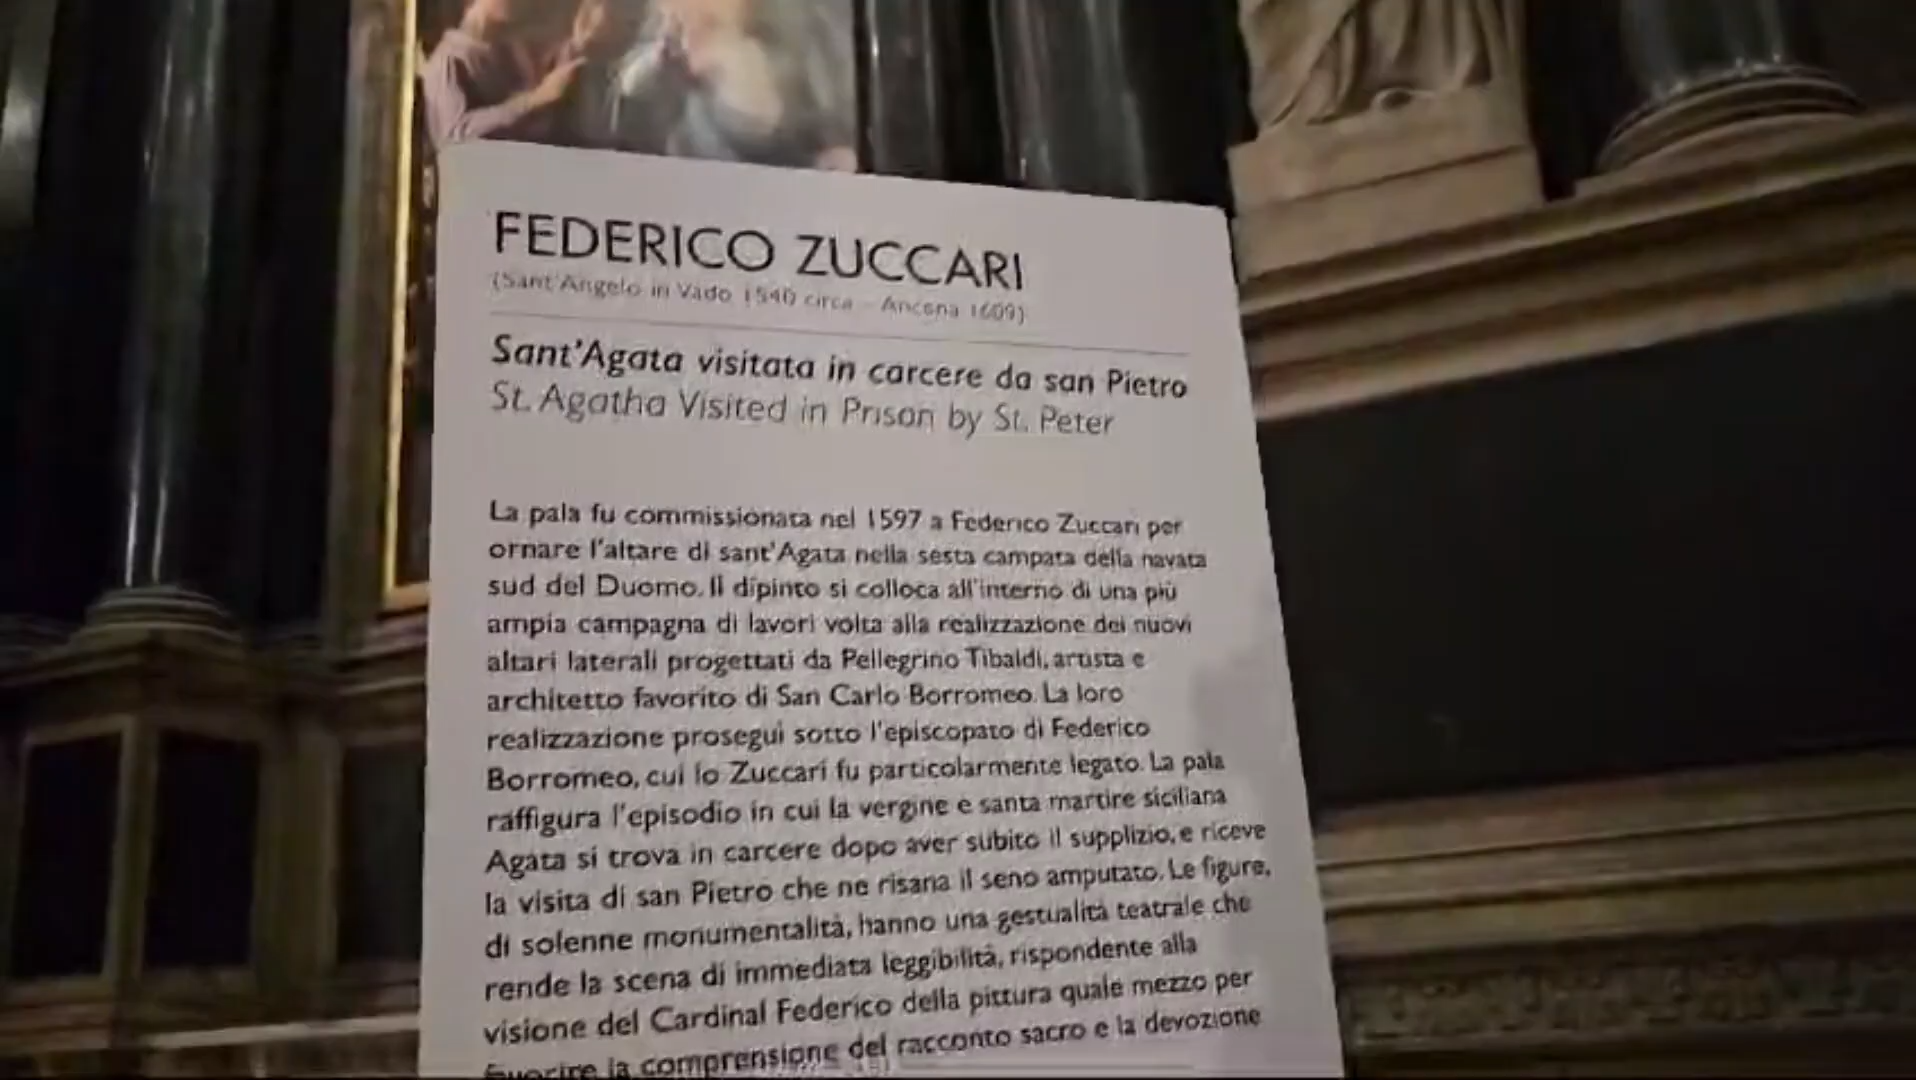 FEDERICO ZUCCARI
(Sant'Angelo in Vado 1540 circa - Ancona 1609)
Sant'Agata visitata in carcere da san Pietro
St. Agatha Visited in Prison by St. Peter
La pala fu commissionata nel 1597 a Federico Zuccari per
ornare l'altare di sant'Agata nella sesta campata della navata
sud del Duomo. Il dipinto si colloca all'interno di una più
ampia campagna di lavori volta alla realizzazione dei nuovi
altari laterali progettati da Pellegrino Tibaldi, artista e
architetto favorito di San Carlo Borromeo. La loro
realizzazione proseguì sotto l'episcopato di Federico
Borromeo, cui lo Zuccari fu particolarmente legato. La pala
raffigura l'episodio in cui la vergine e santa martire siciliana
Agata si trova in carcere dopo aver subito il supplizio, e riceve
la visita di san Pietro che ne risana il seno amputato. Le figure,
di solenne monumentalità, hanno una gestualità teatrale che
rende la scena di immediata leggibilità, rispondente alla
visione del Cardinal Federico della pittura quale mezzo per
favorire la comprensione del racconto sacro e la devozione